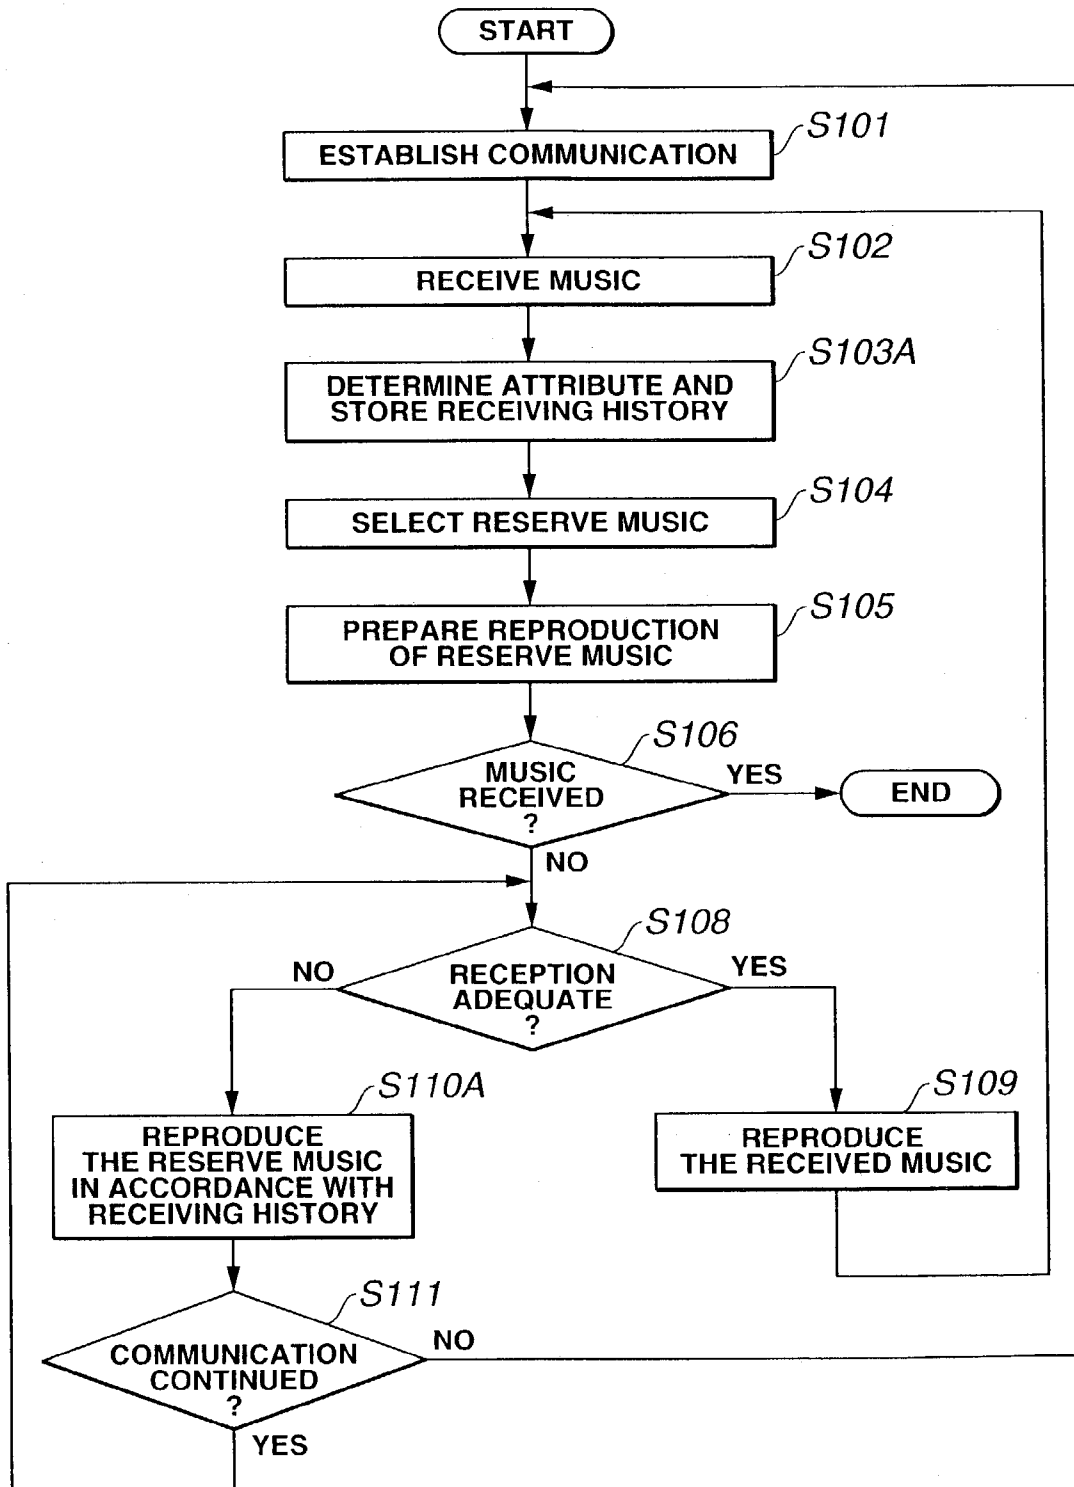 START
S101
ESTABLISH COMMUNICATION
S102
RECEIVE MUSIC
S103A
DETERMINE ATTRIBUTE AND
STORE RECEIVING HISTORY
S104
SELECT RESERVE MUSIC
S105
PREPARE REPRODUCTION
OF RESERVE MUSIC
S106
MUSIC
RECEIVED
?
YES
END
NO
S108
RECEPTION
ADEQUATE
?
NO
YES
S110A
REPRODUCE
THE RESERVE MUSIC
IN ACCORDANCE WITH
RECEIVING HISTORY
S109
REPRODUCE
THE RECEIVED MUSIC
S111
COMMUNICATION
CONTINUED
?
NO
YES